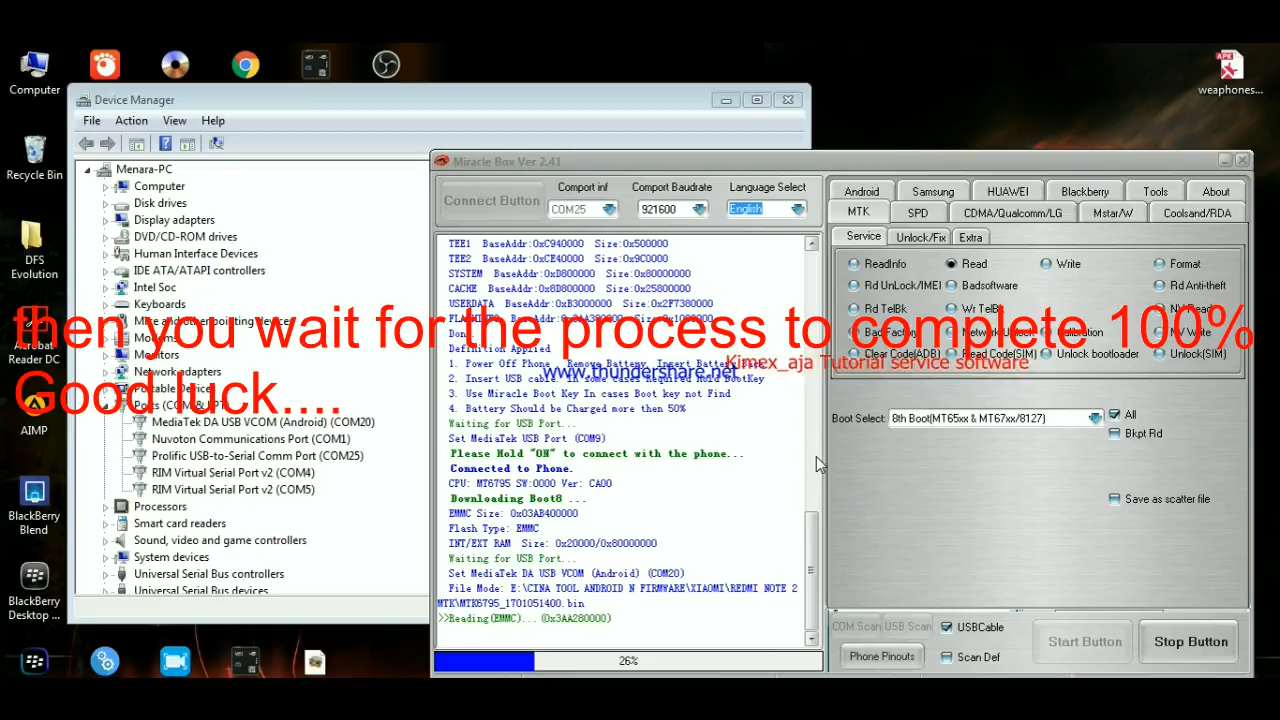 Computer
weaphones...
Recycle Bin
DFS
Evolution
Acrobat
Reader DC
AIMP
BlackBerry
Blend
BlackBerry
Desktop ...
Device Manager
File Action View Help
Menara-PC
Computer
Disk drives
Display adapters
DVD/CD-ROM drives
Human Interface Devices
IDE ATA/ATAPI controllers
Intel Soc
Keyboards
Mice and other pointing devices
Modems
Monitors
Network adapters
Portable Devices
Ports (COM & LPT)
MediaTek DA USB VCOM (Android) (COM20)
Nuvoton Communications Port (COM1)
Prolific USB-to-Serial Comm Port (COM25)
RIM Virtual Serial Port v2 (COM4)
RIM Virtual Serial Port v2 (COM5)
Processors
Smart card readers
Sound, video and game controllers
System devices
Universal Serial Bus controllers
Universal Serial Bus devices
then you wait for the process to complete 100%
Good luck....
Miracle Box Ver 2.41
Connect Button
Comport inf Comport Baudrate Language Select
COM25 921600 English
TEE1 BaseAddr:0xC940000 Size:0x500000
TEE2 BaseAddr:0xCE40000 Size:0x9C0000
SYSTEM BaseAddr:0xD800000 Size:0x80000000
CACHE BaseAddr:0x8D800000 Size:0x25800000
USERDATA BaseAddr:0xB3000000 Size:0x2F7380000
Done.
Definition Applied
1. Power Off Phone , Remove Battery, Insert Battery Back
2. Insert USB cable. in some cases Required Hold BootKey
3. Use Miracle Boot Key In cases Boot key not Find
4. Battery Should be Charged more then 50%
Waiting for USB Port...
Set MediaTek USB Port (COM9)
Please Hold "ON" to connect with the phone...
Connected to Phone.
CPU: MT6795 SW:0000 Ver: CA00
Downloading Boot8 ...
EMMC Size: 0x03AB400000
Flash Type: EMMC
INT/EXT RAM Size: 0x20000/0x80000000
Waiting for USB Port...
Set MediaTek DA USB VCOM (Android) (COM20)
File Mode: E:\CINA TOOL ANDROID N FIRMWARE\XIAOMI\REDMI NOTE 2
MTK\MTK6795_1701051400.bin
>>Reading(EMMC)... (0x3AA280000)
26%
www.thundershare.net
Kimex_aja Tutorial service software
Android Samsung HUAWEI Blackberry Tools About
MTK SPD CDMA/Qualcomm/LG Mstar/W Coolsand/RDA
Service Unlock/Fix Extra
ReadInfo Read Write Format
Rd UnLock/IMEI Badsoftware Rd Anti-theft
Rd TelBk Wr TelBk NV Read
Bad Factory Network Unlock Calibration NV Write
Clear Code(ADB) Read Code(SIM) Unlock bootloader Unlock(SIM)
Boot Select: 8th Boot(MT65xx & MT67xx/8127) All
Bkpt Rd
Save as scatter file
COM Scan USB Scan USBCable
Phone Pinouts Scan Def
Start Button Stop Button